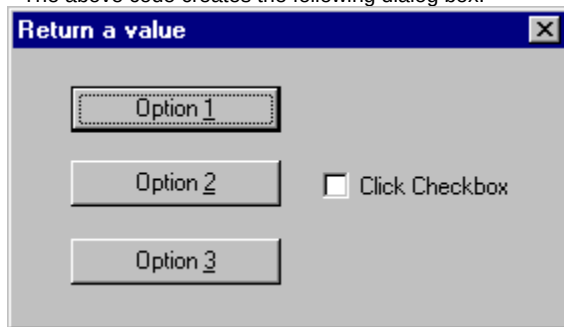 The above code creates the following dialog box:
Return a value
Option 1
Option 2
Click Checkbox
Option 3